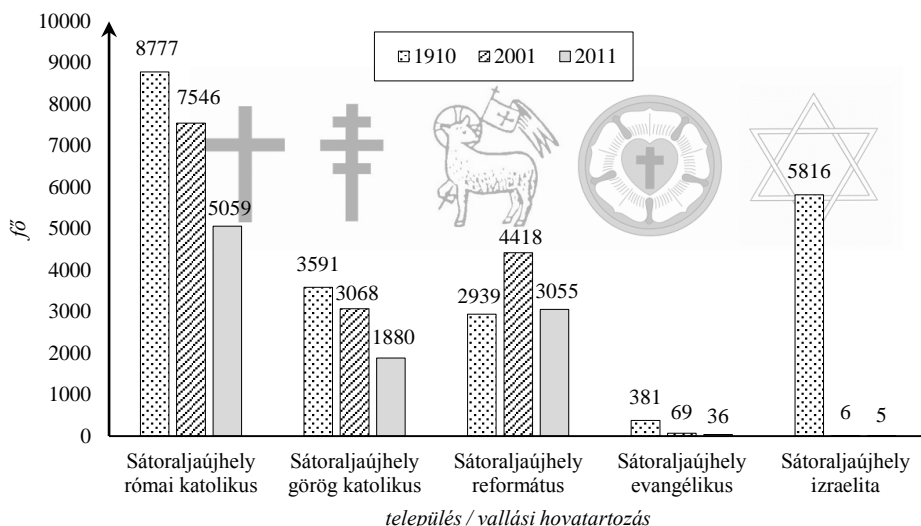 10000
9000
8000
7000
6000
5000
4000
3000
2000
1000
0
fő
1910 2001 2011
8777
7546
5059
3591
3068
1880
2939
4418
3055
381
69
36
5816
6
5
Sátoraljaújhely
római katolikus
Sátoraljaújhely
görög katolikus
Sátoraljaújhely
református
Sátoraljaújhely
evangélikus
Sátoraljaújhely
izraelita
település / vallási hovatartozás